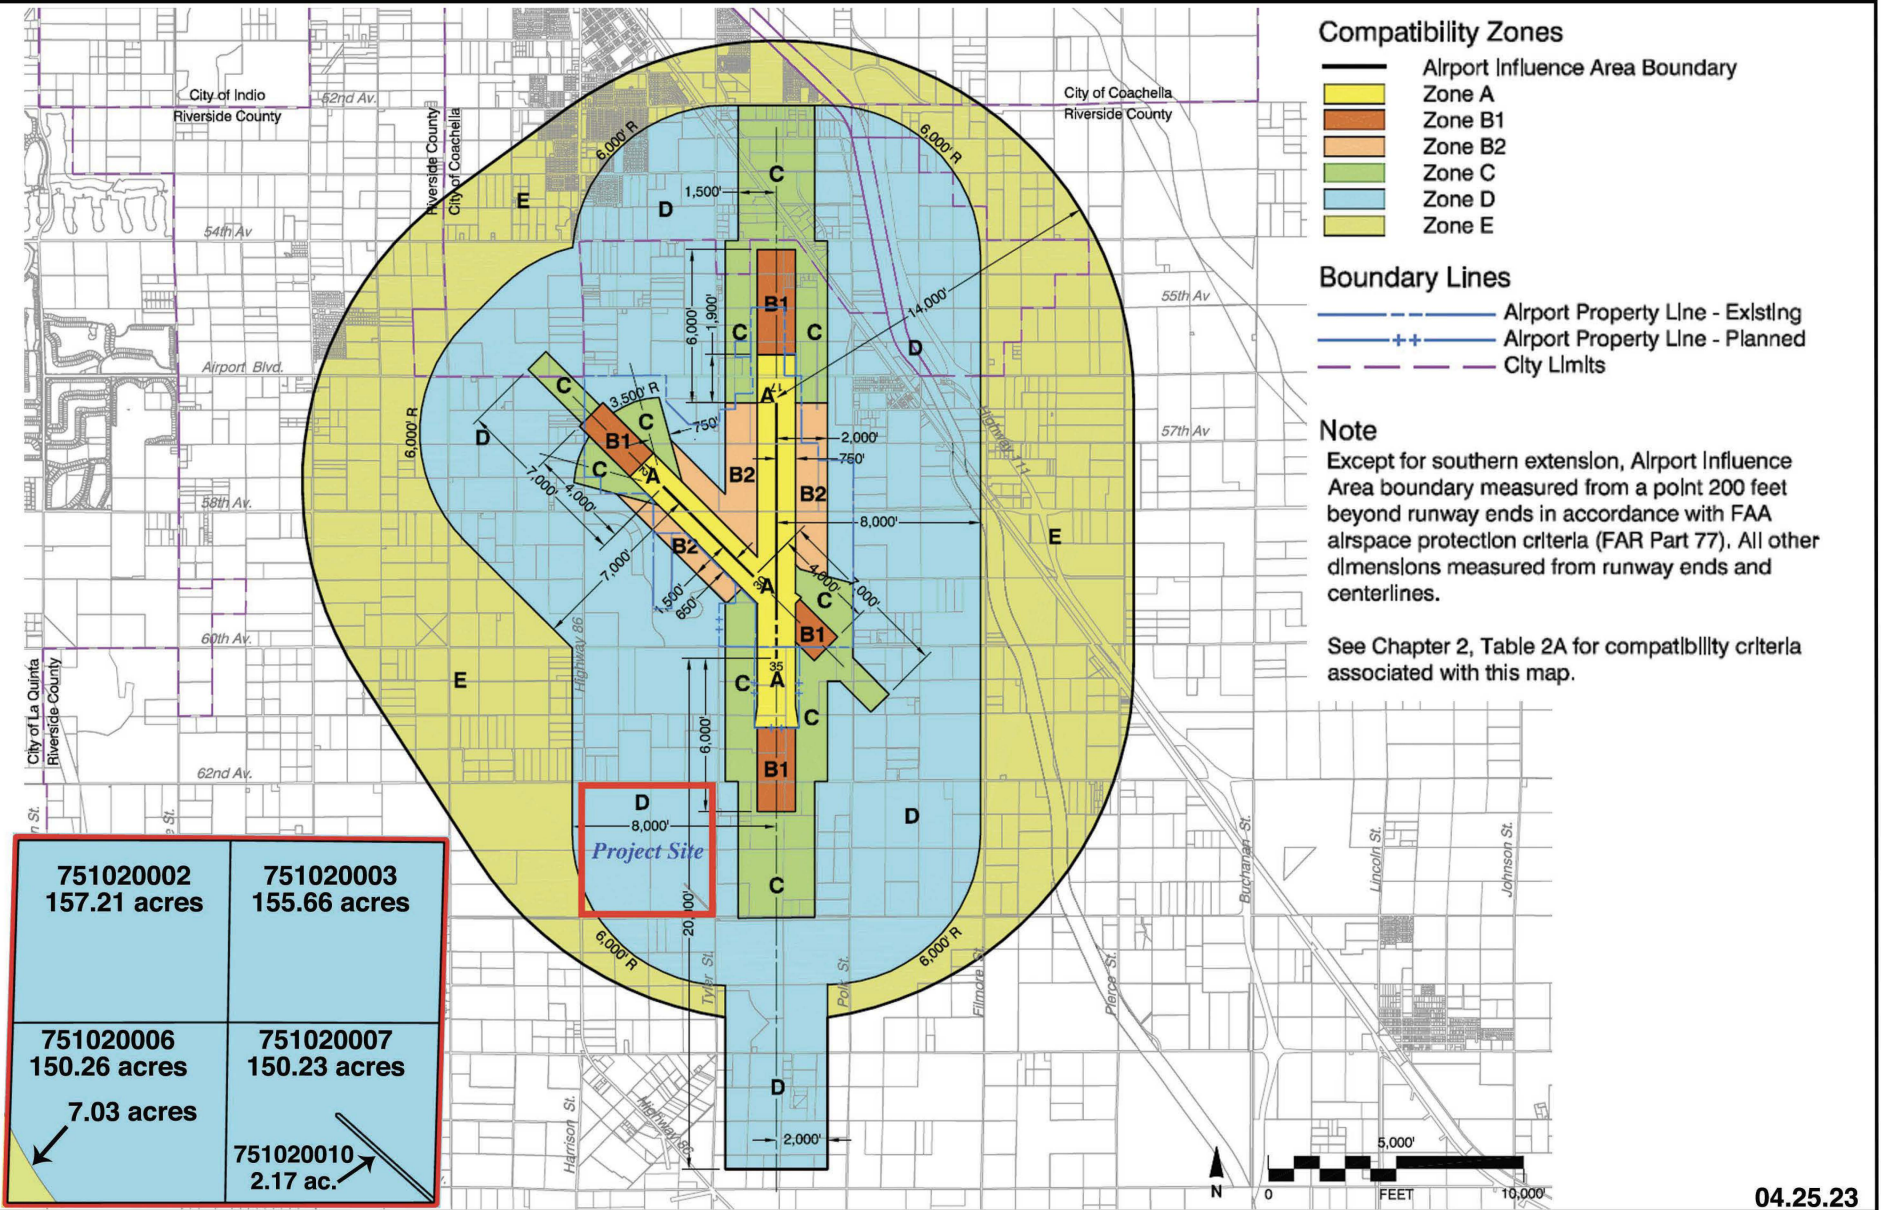 Compatibility Zones
Airport Influence Area Boundary
Zone A
Zone B1
Zone B2
Zone C
Zone D
Zone E
Boundary Lines
Airport Property Line - Existing
Airport Property Line - Planned
City Limits
Note
Except for southern extension, Airport Influence
Area boundary measured from a point 200 feet
beyond runway ends in accordance with FAA
airspace protection criteria (FAR Part 77). All other
dimensions measured from runway ends and
centerlines.
See Chapter 2, Table 2A for compatibility criteria
associated with this map.
City of Indio
Riverside County
52nd Av.
Riverside County
City of Coachella
City of Coachella
Riverside County
6,000' R
6,000' R
C
1,500'
E
D
54th Av
14,000'
55th Av
B1
6,000'
1,900'
C
C
D
Airport Blvd.
C
3,500' R
A
17
Highway 111
6,000' R
D
B1
C
750'
2,000'
57th Av
750'
C
A
B2
B2
7,000'
4,000'
58th Av.
8,000'
E
B2
7,000'
1,500'
650'
30
A
4,000'
7,000'
C
B1
60th Av.
Highway 86
City of La Quinta
Riverside County
E
35
A
C
C
6,000'
62nd Av.
B1
D
8,000'
Project Site
D
C
20,000'
6,000' R
6,000' R
Tyler St.
Polk St.
Fillmore St.
Pierce St.
Buchanan St.
Lincoln St.
Johnson St.
D
2,000'
Harrison St.
Highway 86
751020002
157.21 acres
751020003
155.66 acres
751020006
150.26 acres
751020007
150.23 acres
7.03 acres
751020010
2.17 ac.
N
5,000'
0
FEET
10,000'
04.25.23